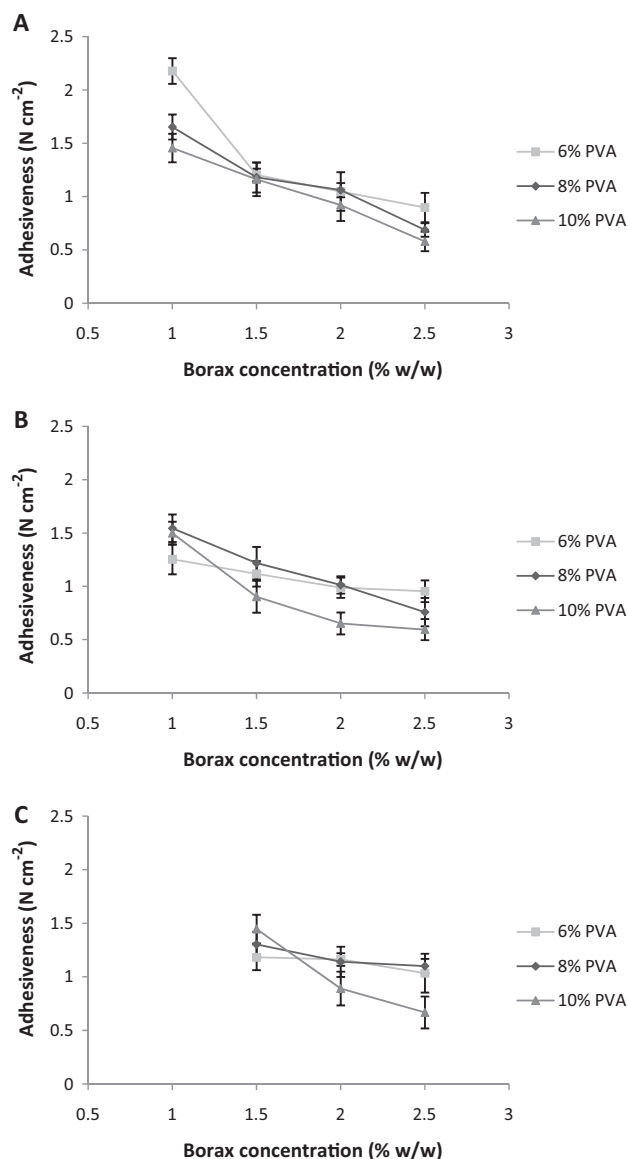 A
Adhesiveness (N cm⁻²)
2.5
2
1.5
1
0.5
0
0.5 1 1.5 2 2.5 3
Borax concentration (% w/w)
6% PVA
8% PVA
10% PVA
B
Adhesiveness (N cm⁻²)
2.5
2
1.5
1
0.5
0
0.5 1 1.5 2 2.5 3
Borax concentration (% w/w)
6% PVA
8% PVA
10% PVA
C
Adhesiveness (N cm⁻²)
2.5
2
1.5
1
0.5
0
0.5 1 1.5 2 2.5 3
Borax concentration (% w/w)
6% PVA
8% PVA
10% PVA